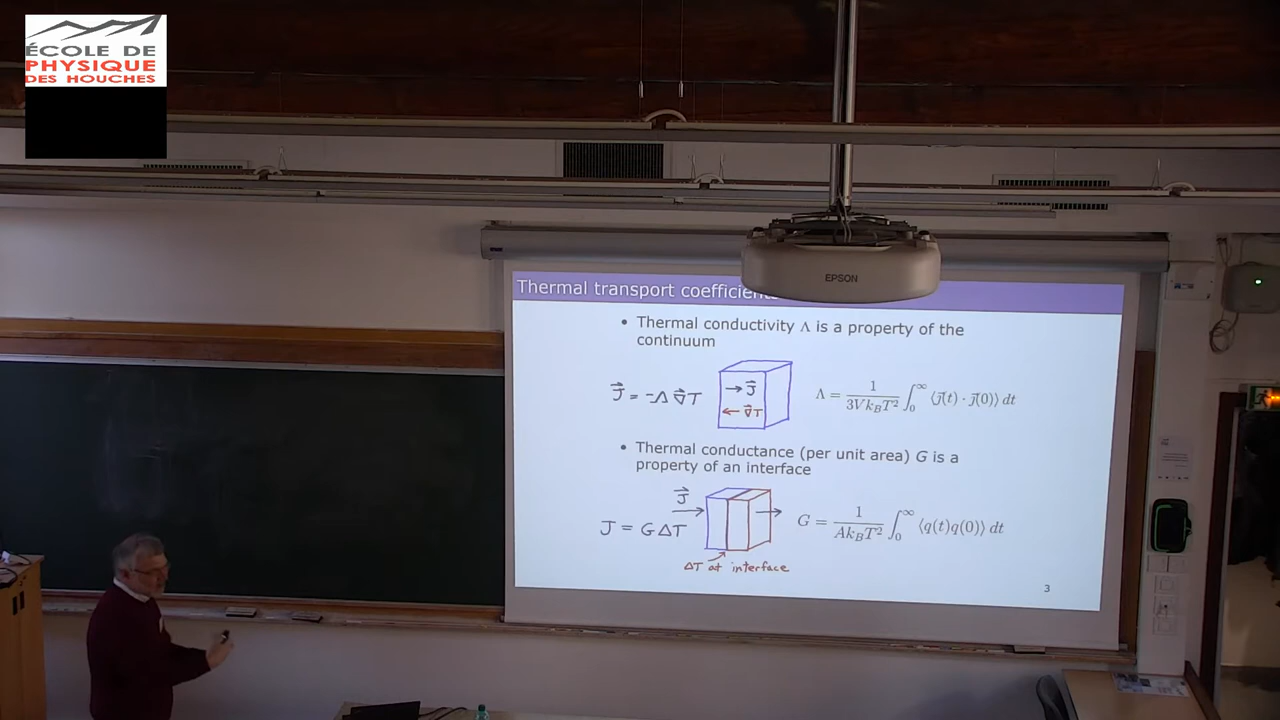 ÉCOLE DE
PHYSIQUE
DES HOUCHES
EPSON
Thermal transport coefficients
• Thermal conductivity Λ is a property of the
continuum
J⃗ = -Λ ∇⃗T
→ J⃗
← ∇⃗T
Λ = 1/(3Vk_BT²) ∫₀^∞ ⟨j⃗(t) · j⃗(0)⟩ dt
• Thermal conductance (per unit area) G is a
property of an interface
J⃗
J = GΔT
G = 1/(Ak_BT²) ∫₀^∞ ⟨q(t)q(0)⟩ dt
ΔT at interface
3